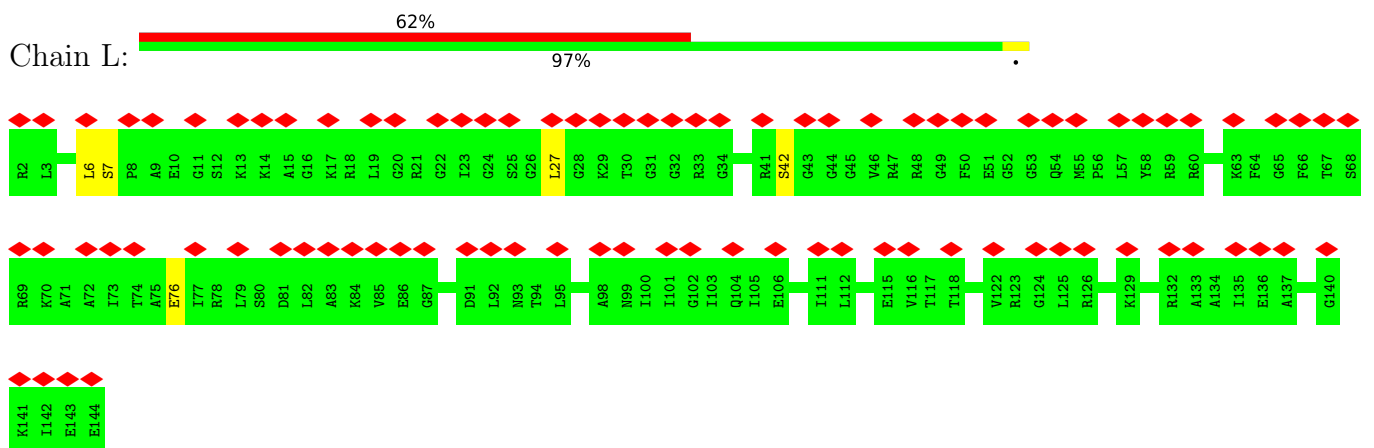 62%
Chain L:
97%
.
R2 L3 L6 S7 P8 A9 E10 G11 S12 K13 K14 A15 G16 K17 R18 L19 G20 R21 G22 I23 G24 S25 G26 L27 G28 K29 T30 G31 G32 R33 G34 R41 S42 G43 G44 G45 V46 R47 R48 G49 F50 E51 G52 G53 Q54 M55 P56 L57 Y58 R59 R60 K63 F64 G65 F66 T67 S68
R69 K70 A71 A72 I73 T74 A75 E76 I77 R78 L79 S80 D81 L82 A83 K84 V85 E86 G87 D91 L92 N93 T94 L95 A98 N99 I100 I101 G102 I103 Q104 I105 E106 I111 L112 E115 V116 T117 T118 V122 R123 G124 L125 R126 K129 R132 A133 A134 I135 E136 A137 G140
K141 I142 E143 E144